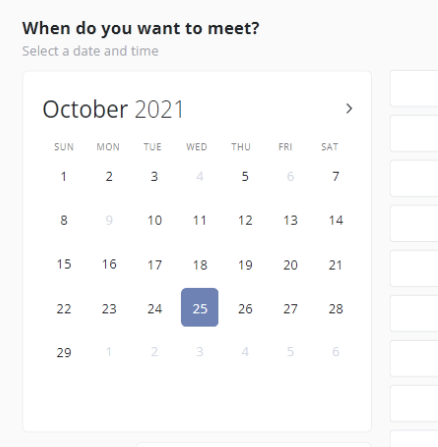 When do you want to meet?
Select a date and time
October 2021
SUN MON TUE WED THU FRI SAT
1 2 3 4 5 6 7
8 9 10 11 12 13 14
15 16 17 18 19 20 21
22 23 24 25 26 27 28
29 1 2 3 4 5 6